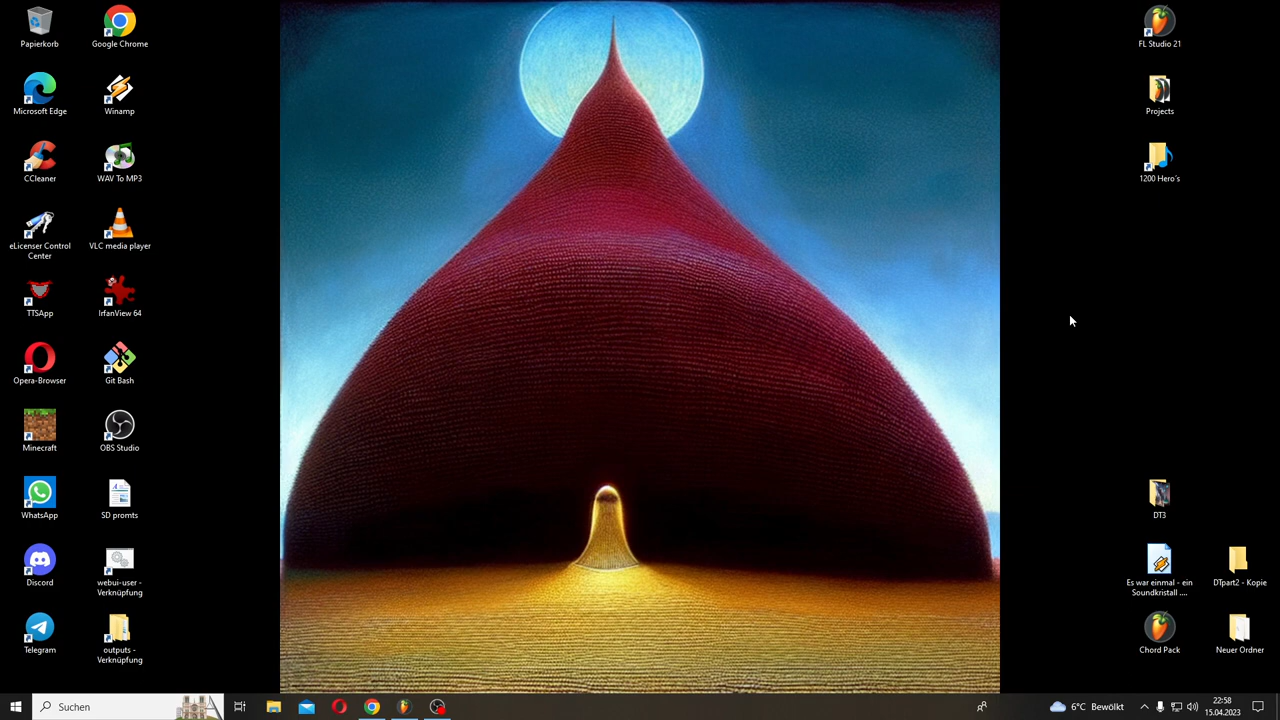 Papierkorb
Google Chrome
Microsoft Edge
Winamp
CCleaner
WAV To MP3
eLicenser Control
Center
VLC media player
TTSApp
IrfanView 64
Opera-Browser
Git Bash
Minecraft
OBS Studio
WhatsApp
SD promts
Discord
webui-user -
Verknüpfung
Telegram
outputs -
Verknüpfung
FL Studio 21
Projects
1200 Hero´s
DT3
Es war einmal - ein
Soundkristall ....
DTpart2 - Kopie
Chord Pack
Neuer Ordner
Suchen
6°C Bewölkt
22:58
15.04.2023